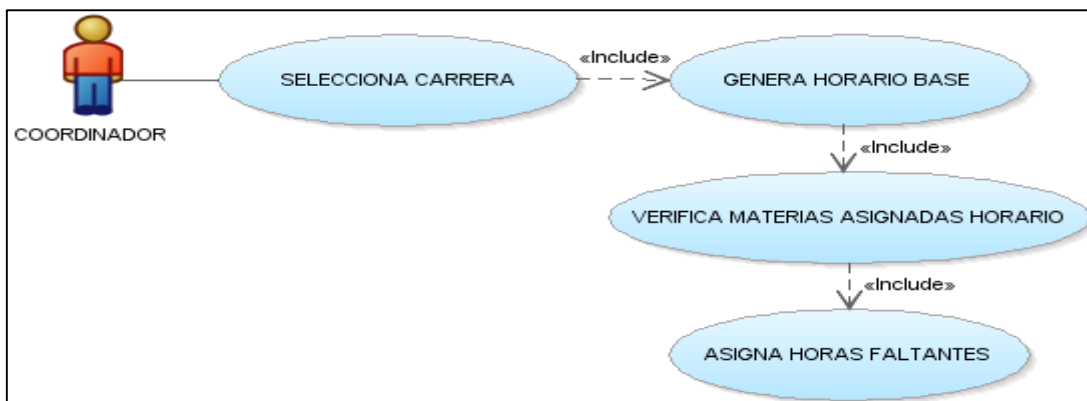 SELECCIONA CARRERA
«Include»
GENERA HORARIO BASE
COORDINADOR
«Include»
VERIFICA MATERIAS ASIGNADAS HORARIO
«Include»
ASIGNA HORAS FALTANTES